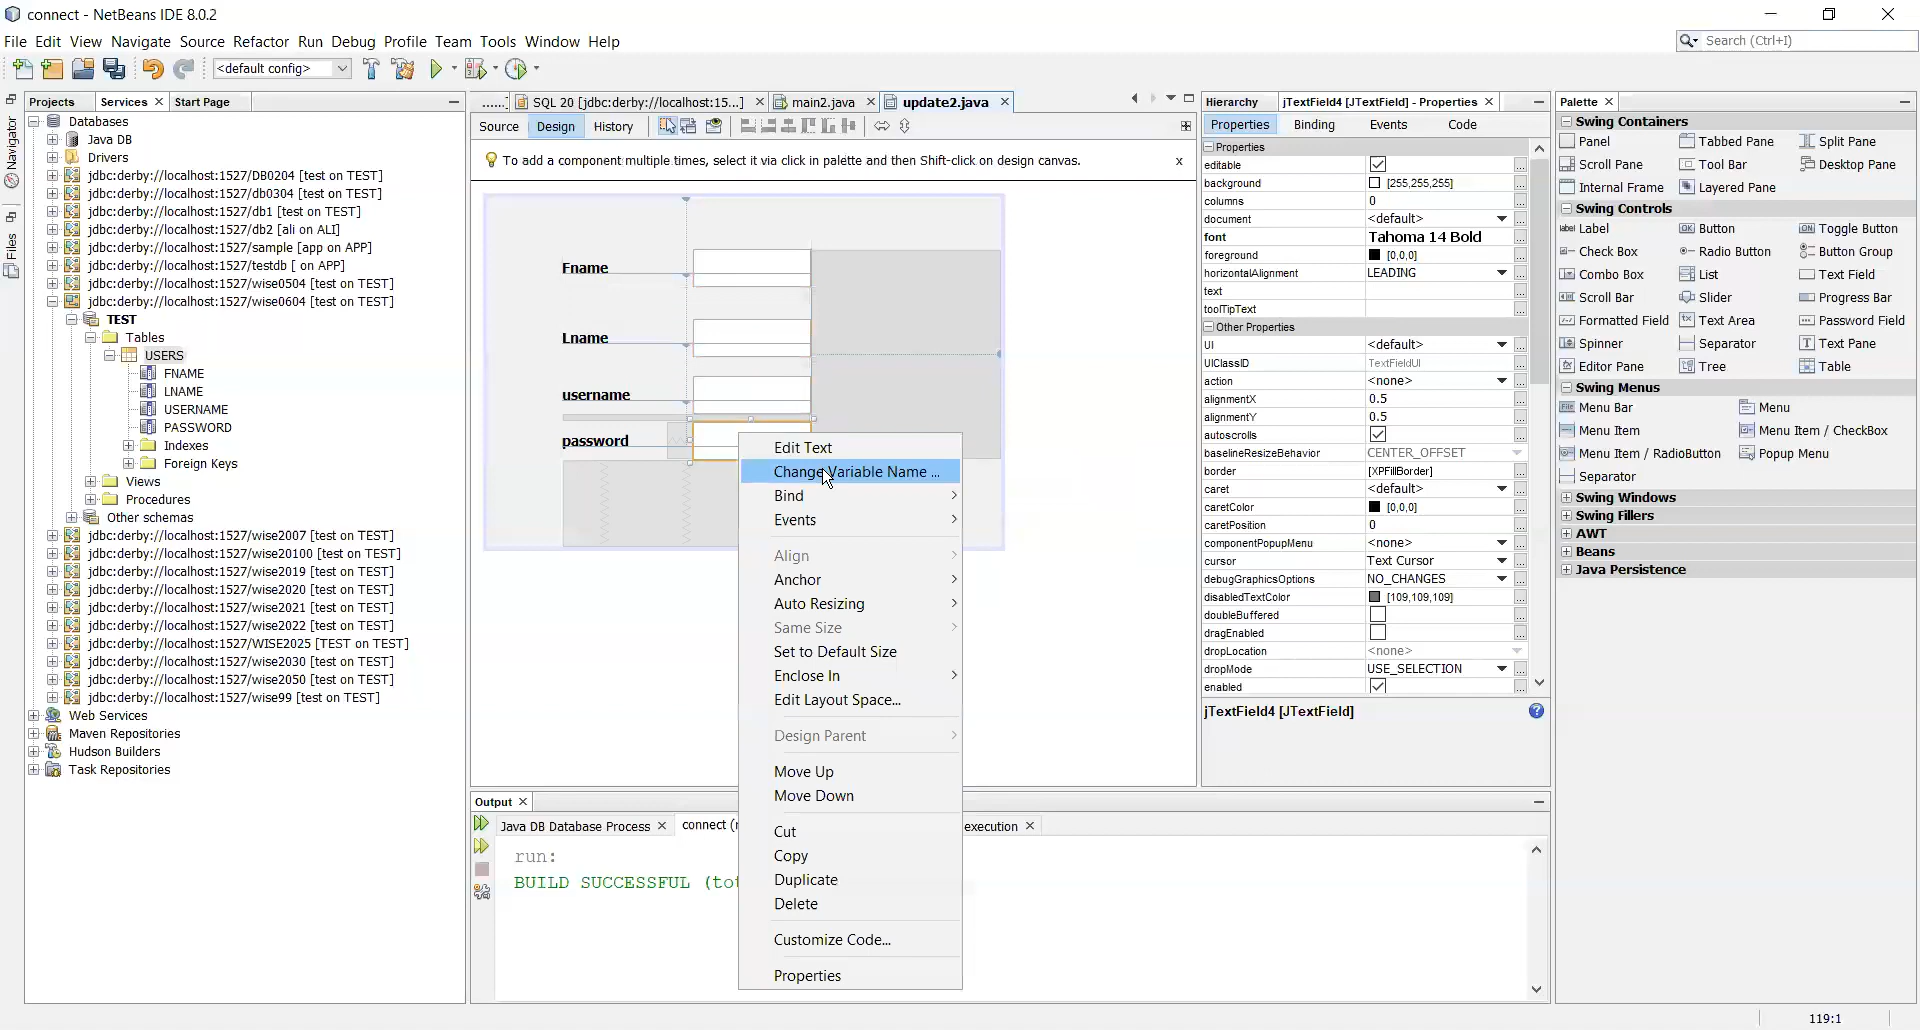 connect - NetBeans IDE 8.0.2
File Edit View Navigate Source Refactor Run Debug Profile Team Tools Window Help
Search (Ctrl+I)
<default config>
Projects
Services
Start Page
Navigator
Files
Databases
Java DB
Drivers
jdbc:derby://localhost:1527/DB0204 [test on TEST]
jdbc:derby://localhost:1527/db0304 [test on TEST]
jdbc:derby://localhost:1527/db1 [test on TEST]
jdbc:derby://localhost:1527/db2 [ali on ALI]
jdbc:derby://localhost:1527/sample [app on APP]
jdbc:derby://localhost:1527/testdb [ on APP]
jdbc:derby://localhost:1527/wise0504 [test on TEST]
jdbc:derby://localhost:1527/wise0604 [test on TEST]
TEST
Tables
USERS
FNAME
LNAME
USERNAME
PASSWORD
Indexes
Foreign Keys
Views
Procedures
Other schemas
jdbc:derby://localhost:1527/wise2007 [test on TEST]
jdbc:derby://localhost:1527/wise20100 [test on TEST]
jdbc:derby://localhost:1527/wise2019 [test on TEST]
jdbc:derby://localhost:1527/wise2020 [test on TEST]
jdbc:derby://localhost:1527/wise2021 [test on TEST]
jdbc:derby://localhost:1527/wise2022 [test on TEST]
jdbc:derby://localhost:1527/WISE2025 [TEST on TEST]
jdbc:derby://localhost:1527/wise2030 [test on TEST]
jdbc:derby://localhost:1527/wise2050 [test on TEST]
jdbc:derby://localhost:1527/wise99 [test on TEST]
Web Services
Maven Repositories
Hudson Builders
Task Repositories
......] SQL 20 [jdbc:derby://localhost:15...] main2.java update2.java
Source Design History
To add a component multiple times, select it via click in palette and then Shift-click on design canvas. x
Fname
Lname
username
password
Edit Text
Change Variable Name ...
Bind
Events
Align
Anchor
Auto Resizing
Same Size
Set to Default Size
Enclose In
Edit Layout Space...
Design Parent
Move Up
Move Down
Cut
Copy
Duplicate
Delete
Customize Code...
Properties
Output
Java DB Database Process connect (r execution
run:
BUILD SUCCESSFUL (tot
Hierarchy jTextField4 [JTextField] - Properties
Properties Binding Events Code
Properties
editable
background [255,255,255]
columns 0
document <default>
font Tahoma 14 Bold
foreground [0,0,0]
horizontalAlignment LEADING
text
toolTipText
Other Properties
UI <default>
UIClassID TextFieldUI
action <none>
alignmentX 0.5
alignmentY 0.5
autoscrolls
baselineResizeBehavior CENTER_OFFSET
border [XPFillBorder]
caret <default>
caretColor [0,0,0]
caretPosition 0
componentPopupMenu <none>
cursor Text Cursor
debugGraphicsOptions NO_CHANGES
disabledTextColor [109,109,109]
doubleBuffered
dragEnabled
dropLocation <none>
dropMode USE_SELECTION
enabled
jTextField4 [JTextField]
Palette
Swing Containers
Panel Tabbed Pane Split Pane
Scroll Pane Tool Bar Desktop Pane
Internal Frame Layered Pane
Swing Controls
Label Button Toggle Button
Check Box Radio Button Button Group
Combo Box List Text Field
Scroll Bar Slider Progress Bar
Formatted Field Text Area Password Field
Spinner Separator Text Pane
Editor Pane Tree Table
Swing Menus
Menu Bar Menu
Menu Item Menu Item / CheckBox
Menu Item / RadioButton Popup Menu
Separator
Swing Windows
Swing Fillers
AWT
Beans
Java Persistence
119:1